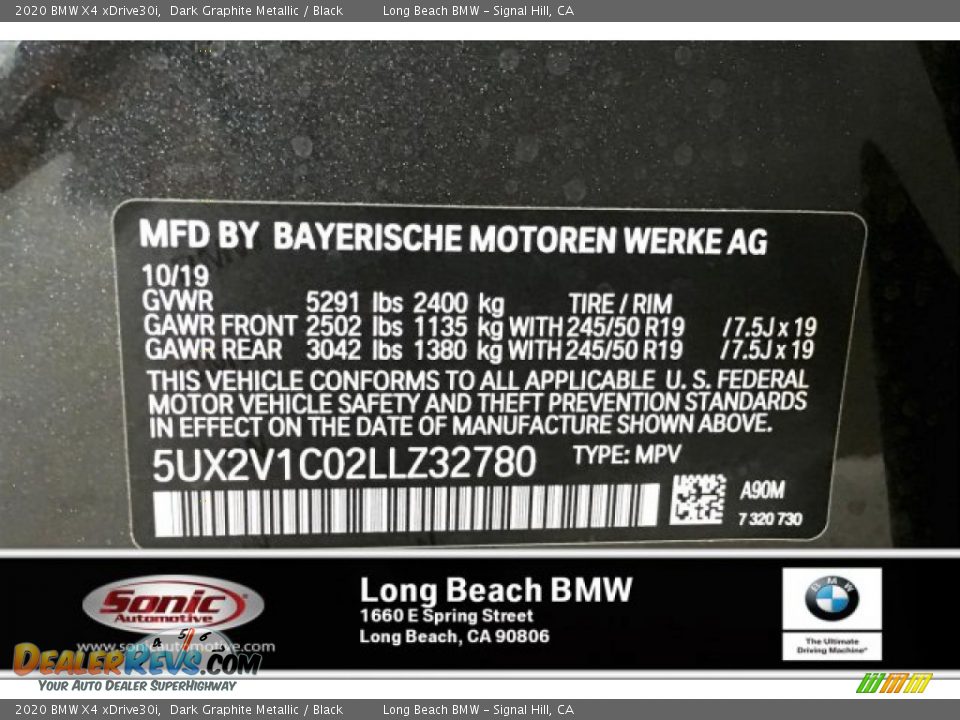 2020 BMW X4 xDrive30i, Dark Graphite Metallic / Black Long Beach BMW - Signal Hill, CA
MFD BY BAYERISCHE MOTOREN WERKE AG
10/19
GVWR 5291 lbs 2400 kg TIRE / RIM
GAWR FRONT 2502 lbs 1135 kg WITH 245/50 R19 /7.5J x 19
GAWR REAR 3042 lbs 1380 kg WITH 245/50 R19 /7.5J x 19
THIS VEHICLE CONFORMS TO ALL APPLICABLE U. S. FEDERAL
MOTOR VEHICLE SAFETY AND THEFT PREVENTION STANDARDS
IN EFFECT ON THE DATE OF MANUFACTURE SHOWN ABOVE.
5UX2V1C02LLZ32780 TYPE: MPV
A90M
7 320 730
Sonic
Automotive
www.sonicautomotive.com
Long Beach BMW
1660 E Spring Street
Long Beach, CA 90806
BMW
The Ultimate
Driving Machine®
4 5 6
DealerRevs.com
Your Auto Dealer SuperHighway
2020 BMW X4 xDrive30i, Dark Graphite Metallic / Black Long Beach BMW - Signal Hill, CA